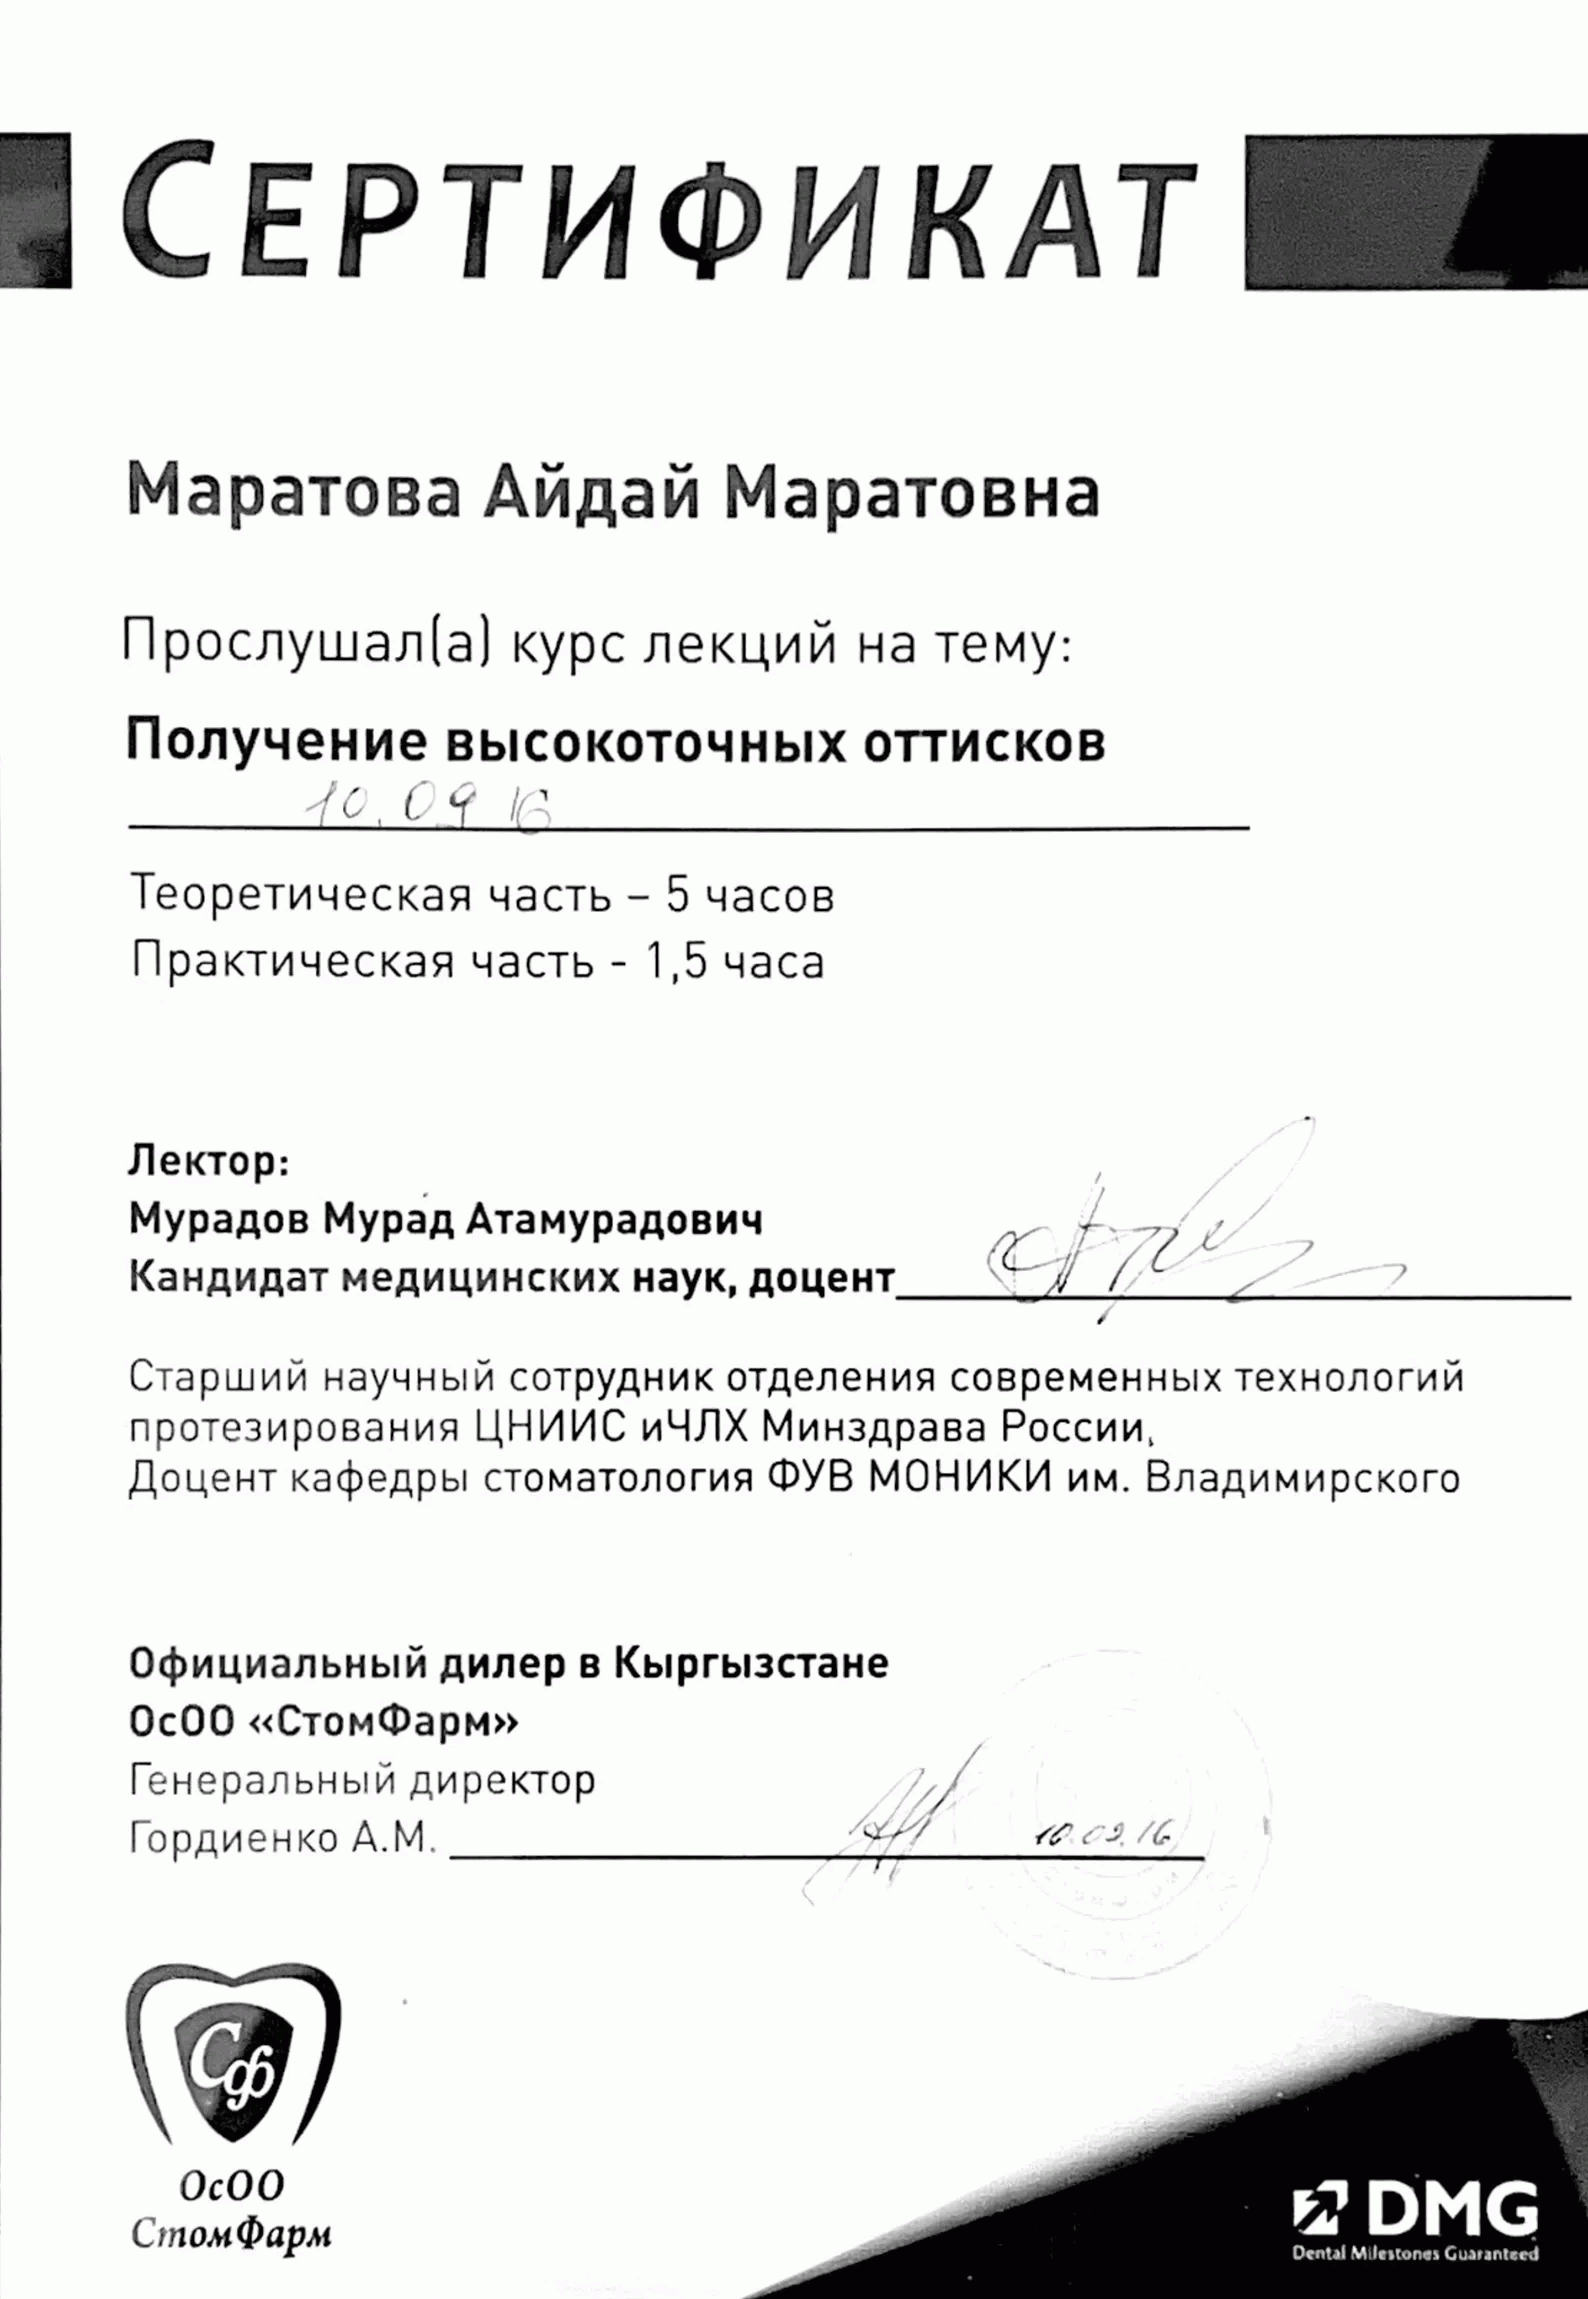 СЕРТИФИКАТ
Маратова Айдай Маратовна
Прослушал(а) курс лекций на тему:
Получение высокоточных оттисков
10.09 16
Теоретическая часть – 5 часов
Практическая часть - 1,5 часа
Лектор:
Мурадов Мурад Атамурадович
Кандидат медицинских наук, доцент
Старший научный сотрудник отделения современных технологий
протезирования ЦНИИС иЧЛХ Минздрава России,
Доцент кафедры стоматология ФУВ МОНИКИ им. Владимирского
Официальный дилер в Кыргызстане
ОсОО «СтомФарм»
Генеральный директор
Гордиенко А.М.
10.09.16
Сф
ОсОО
СтомФарм
DMG
Dental Milestones Guaranteed